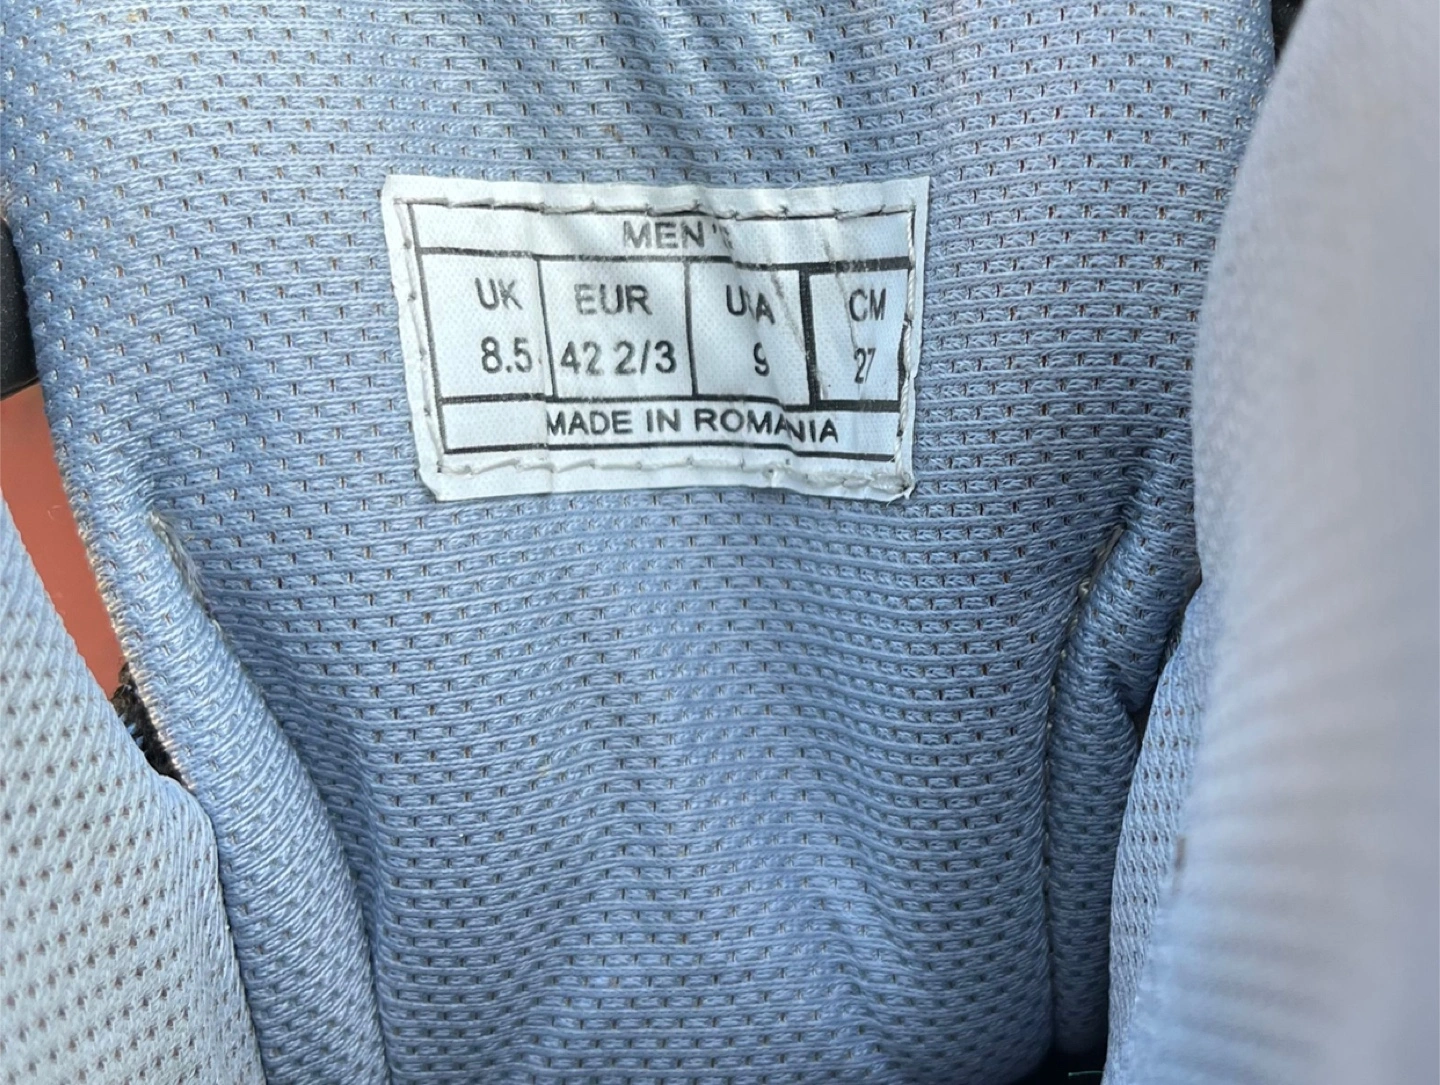 MEN'S
UK EUR USA CM
8.5 42 2/3 9 27
MADE IN ROMANIA